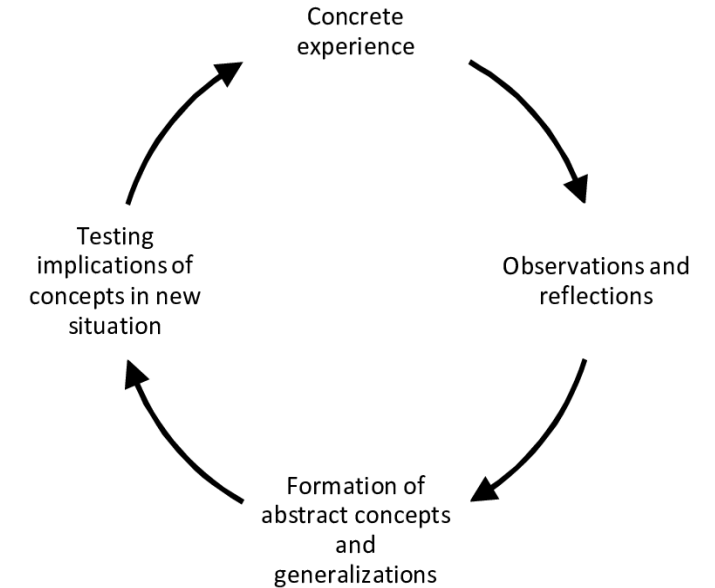 Concrete
experience
Observations and
reflections
Formation of
abstract concepts
and
generalizations
Testing
implications of
concepts in new
situation